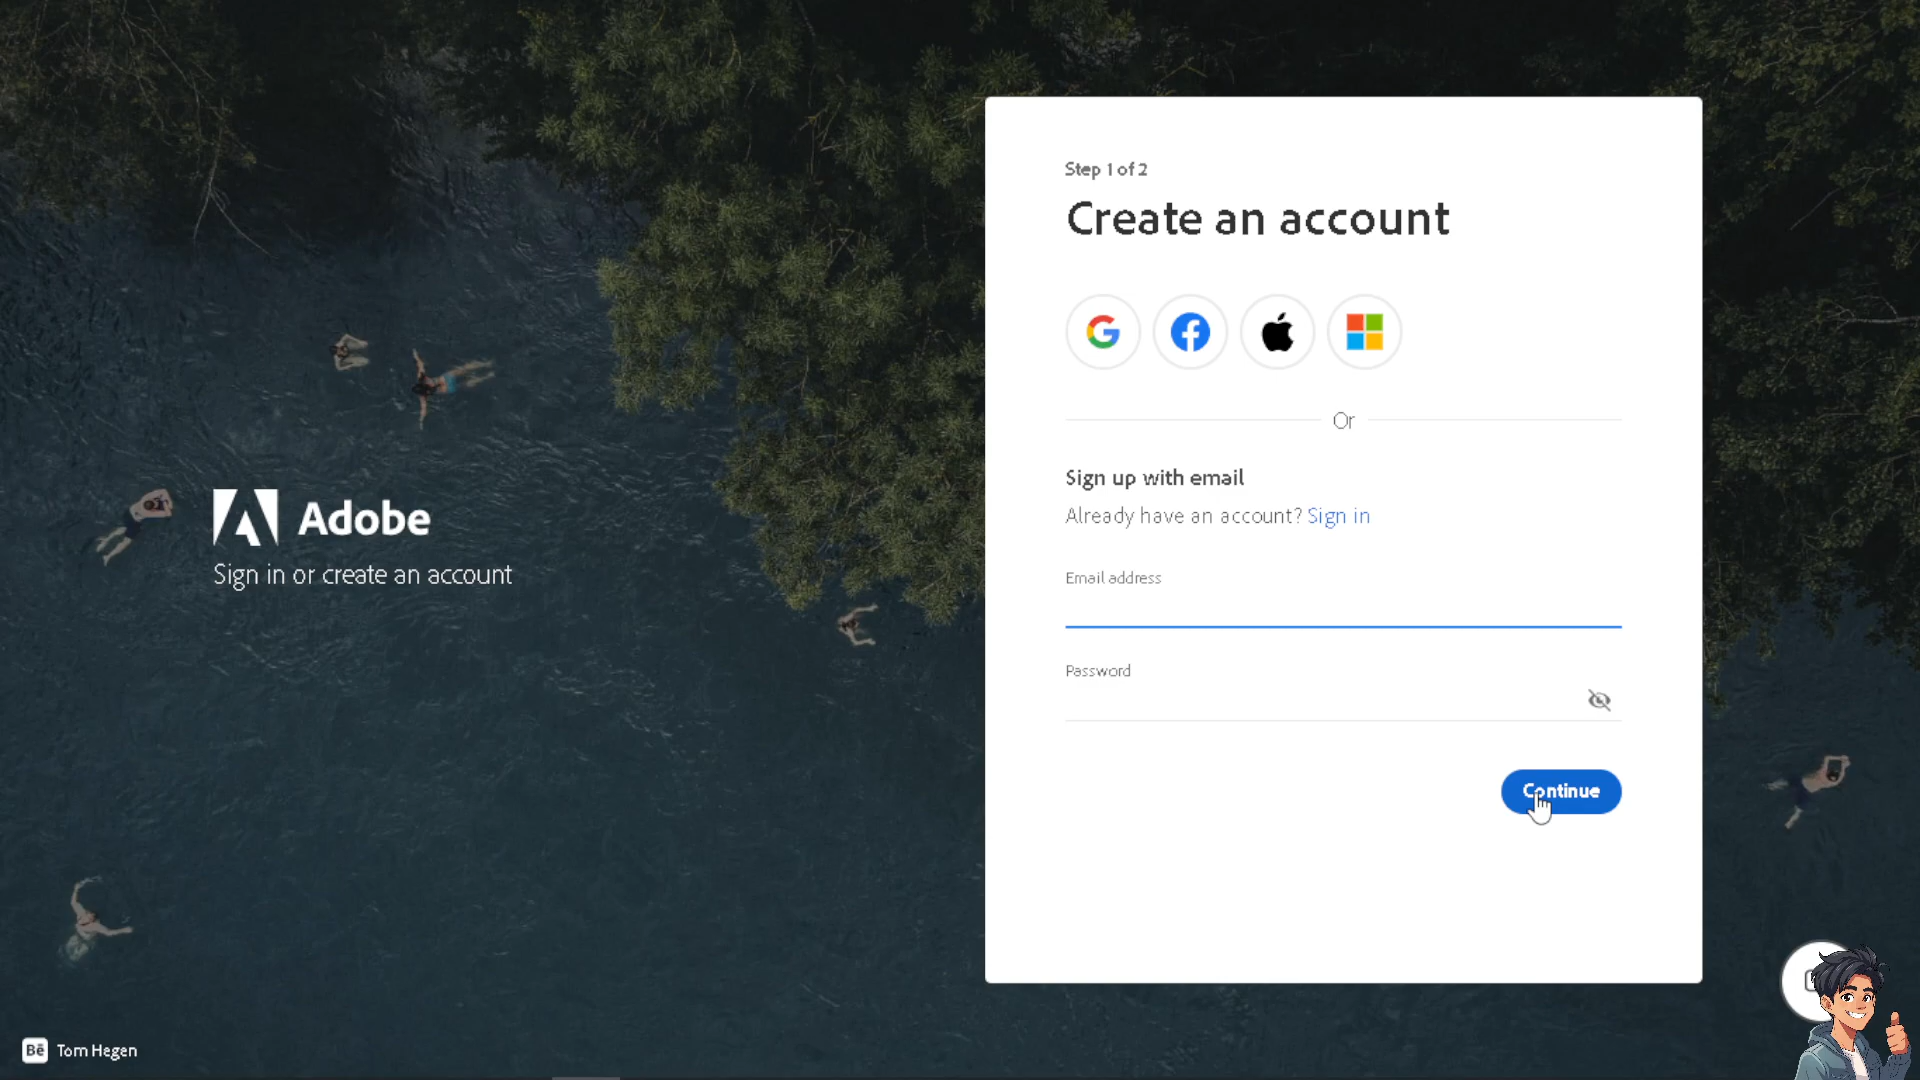 Step 1 of 2
Create an account
Or
Sign up with email
Already have an account? Sign in
Email address
Password
Continue
Adobe
Sign in or create an account
Bē Tom Hegen